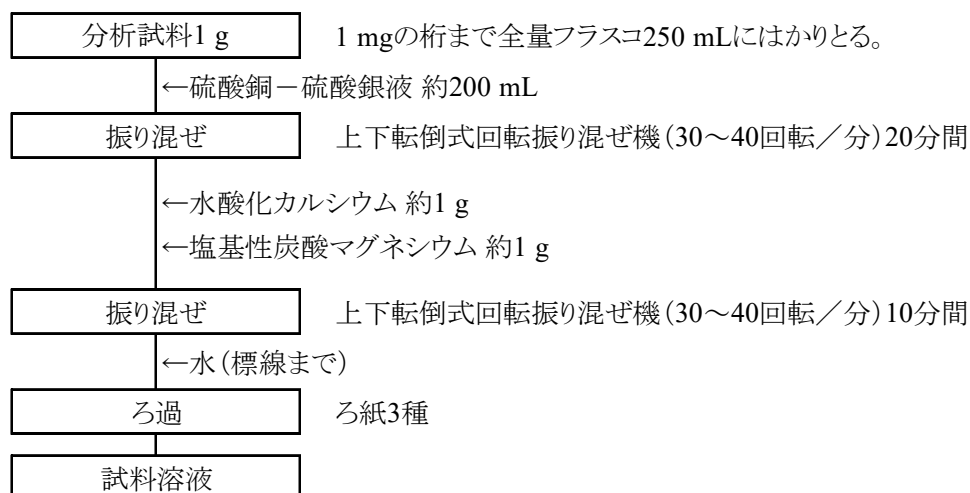 分析試料1 g　1 mgの桁まで全量フラスコ250 mLにはかりとる。
←硫酸銅－硫酸銀液 約200 mL
振り混ぜ　上下転倒式回転振り混ぜ機(30～40回転／分)20分間
←水酸化カルシウム 約1 g
←塩基性炭酸マグネシウム 約1 g
振り混ぜ　上下転倒式回転振り混ぜ機(30～40回転／分)10分間
←水(標線まで)
ろ過　ろ紙3種
試料溶液